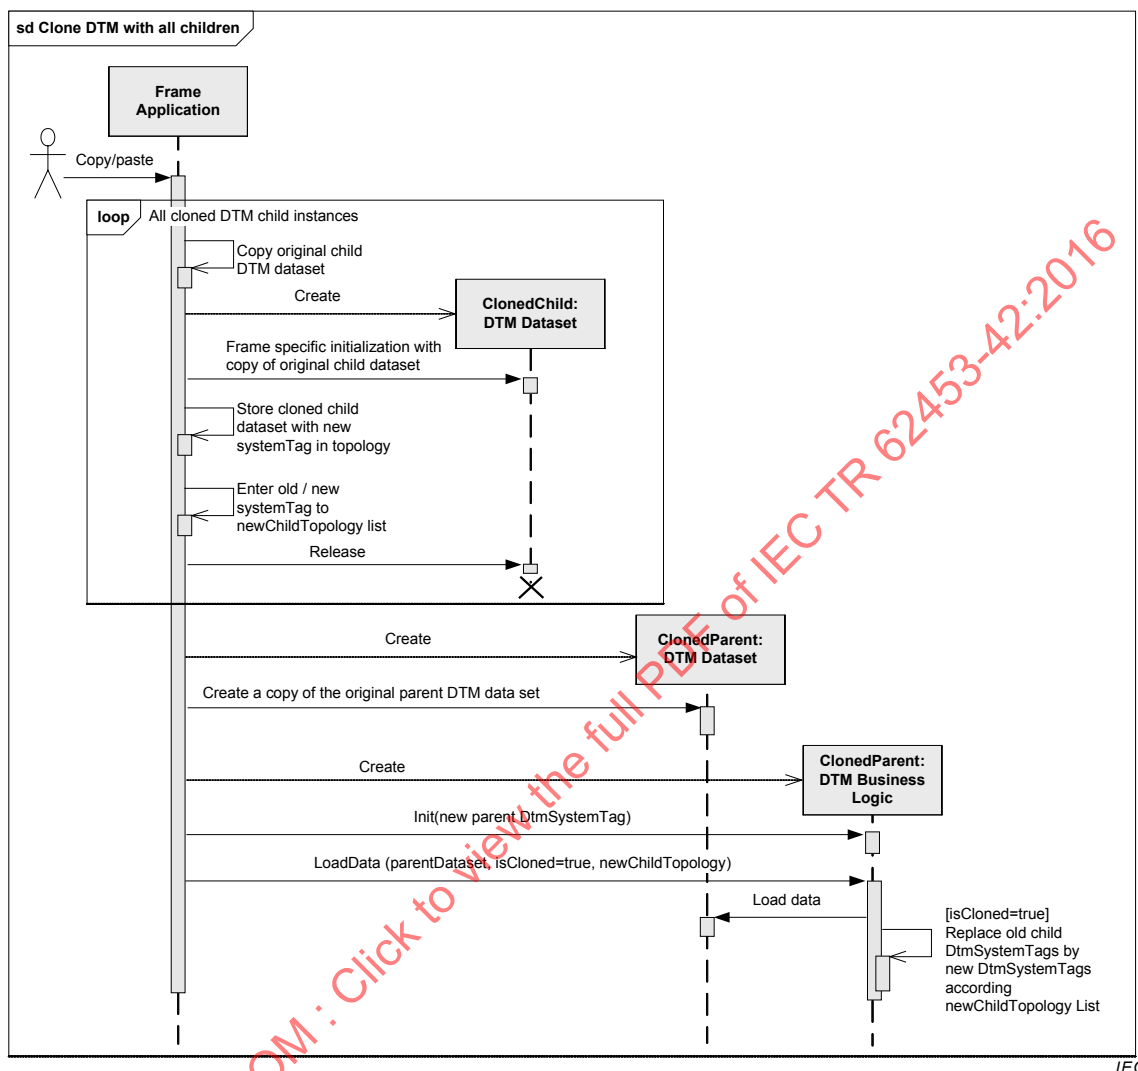 sd Clone DTM with all children
Frame
Application
Copy/paste
loop
All cloned DTM child instances
Copy original child
DTM dataset
Create
ClonedChild:
DTM Dataset
Frame specific initialization with
copy of original child dataset
Store cloned child
dataset with new
systemTag in topology
Enter old / new
systemTag to
newChildTopology list
Release
Create
ClonedParent:
DTM Dataset
Create a copy of the original parent DTM data set
Create
ClonedParent:
DTM Business
Logic
Init(new parent DtmSystemTag)
LoadData (parentDataset, isCloned=true, newChildTopology)
Load data
[isCloned=true]
Replace old child
DtmSystemTags by
new DtmSystemTags
according
newChildTopology List
OM : Click to view the full PDF of IEC TR 62453-42:2016
IEC